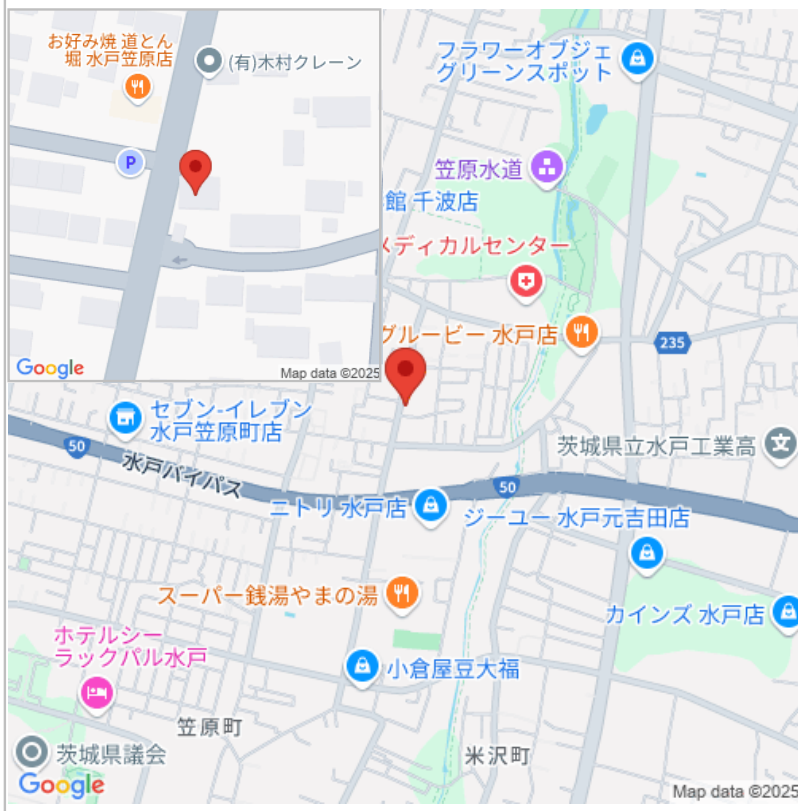 お好み焼 道とん
堀 水戸笠原店
(有)木村クレーン
P
Google
Map data ©2025
フラワーオブジェ
グリーンスポット
笠原水道
館 千波店
メディカルセンター
グルービー 水戸店
235
セブン-イレブン
水戸笠原町店
50
水戸バイパス
茨城県立水戸工業高
文
50
ニトリ 水戸店
ジーユー 水戸元吉田店
スーパー銭湯やまの湯
カインズ 水戸店
ホテルシー
ラックパル水戸
小倉屋豆大福
笠原町
茨城県議会
米沢町
Google
Map data ©2025